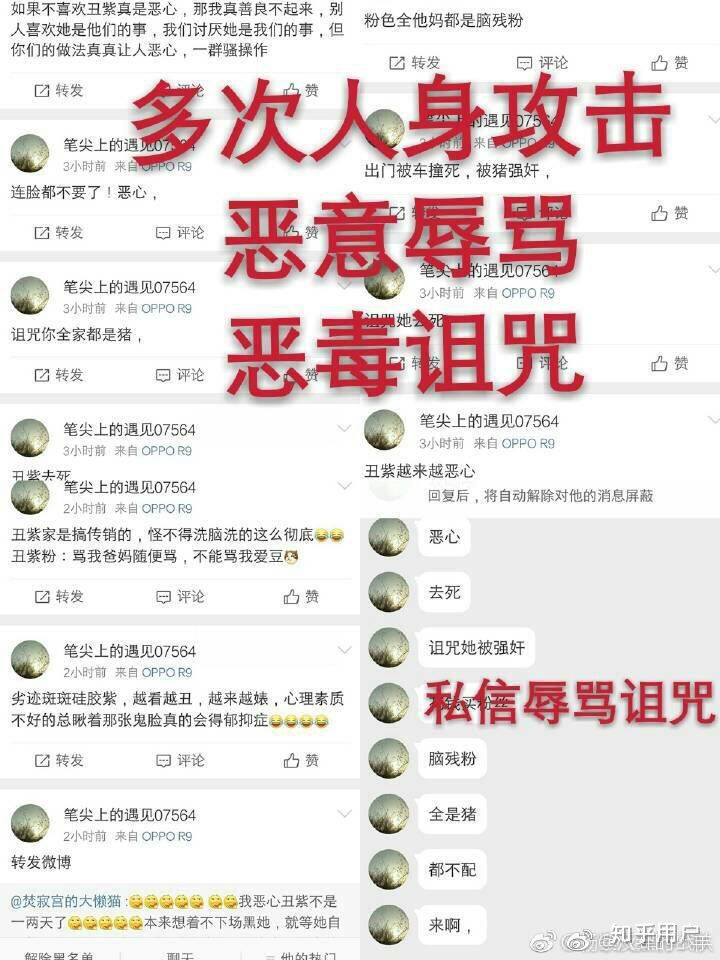 如果不喜欢丑紫真是恶心，那我真善良不起来，别
人喜欢她是他们的事，我们讨厌她是我们的事，但
你们的做法真真让人恶心，一群骚操作
转发
赞
笔尖上的遇见07564
3小时前 来自 OPPO R9
连脸都不要了！恶心，
转发 评论 赞
笔尖上的遇见07564
3小时前 来自 OPPO R9
诅咒你全家都是猪，
转发 评论 赞
笔尖上的遇见07564
3小时前 来自 OPPO R9
丑紫去死
笔尖上的遇见07564
2小时前 来自 OPPO R9
丑紫家是搞传销的，怪不得洗脑洗的这么彻底😂😂
丑紫粉：骂我爸妈随便骂，不能骂我爱豆
转发 评论 赞
笔尖上的遇见07564
2小时前 来自 OPPO R9
劣迹斑斑硅胶紫，越看越丑，越来越婊，心理素质
不好的总瞅着那张鬼脸真的会得郁抑症😂😂😂😂
转发 评论 赞
笔尖上的遇见07564
2小时前 来自 OPPO R9
转发微博
@焚寂宫的大懒猫：😋😋😋😋 😋😋我恶心丑紫不是
一两天了😋😋😋😋😋本来想着不下场黑她，就等她自
解除黑名单 聊天 他的热门
粉色全他妈都是脑残粉
转发 评论 赞
笔尖上的遇见07564
3小时前 来自 OPPO R9
出门被车撞死，被猪强奸，
转发 评论 赞
笔尖上的遇见07564
3小时前 来自 OPPO R9
诅咒她去死
转发 评论 赞
笔尖上的遇见07564
3小时前 来自 OPPO R9
丑紫越来越恶心
回复后，将自动解除对他的消息屏蔽
恶心
去死
诅咒她被强奸
脑残粉
全是猪
都不配
来啊，
多次人身攻击
恶意辱骂
恶毒诅咒
私信辱骂诅咒
知乎用户